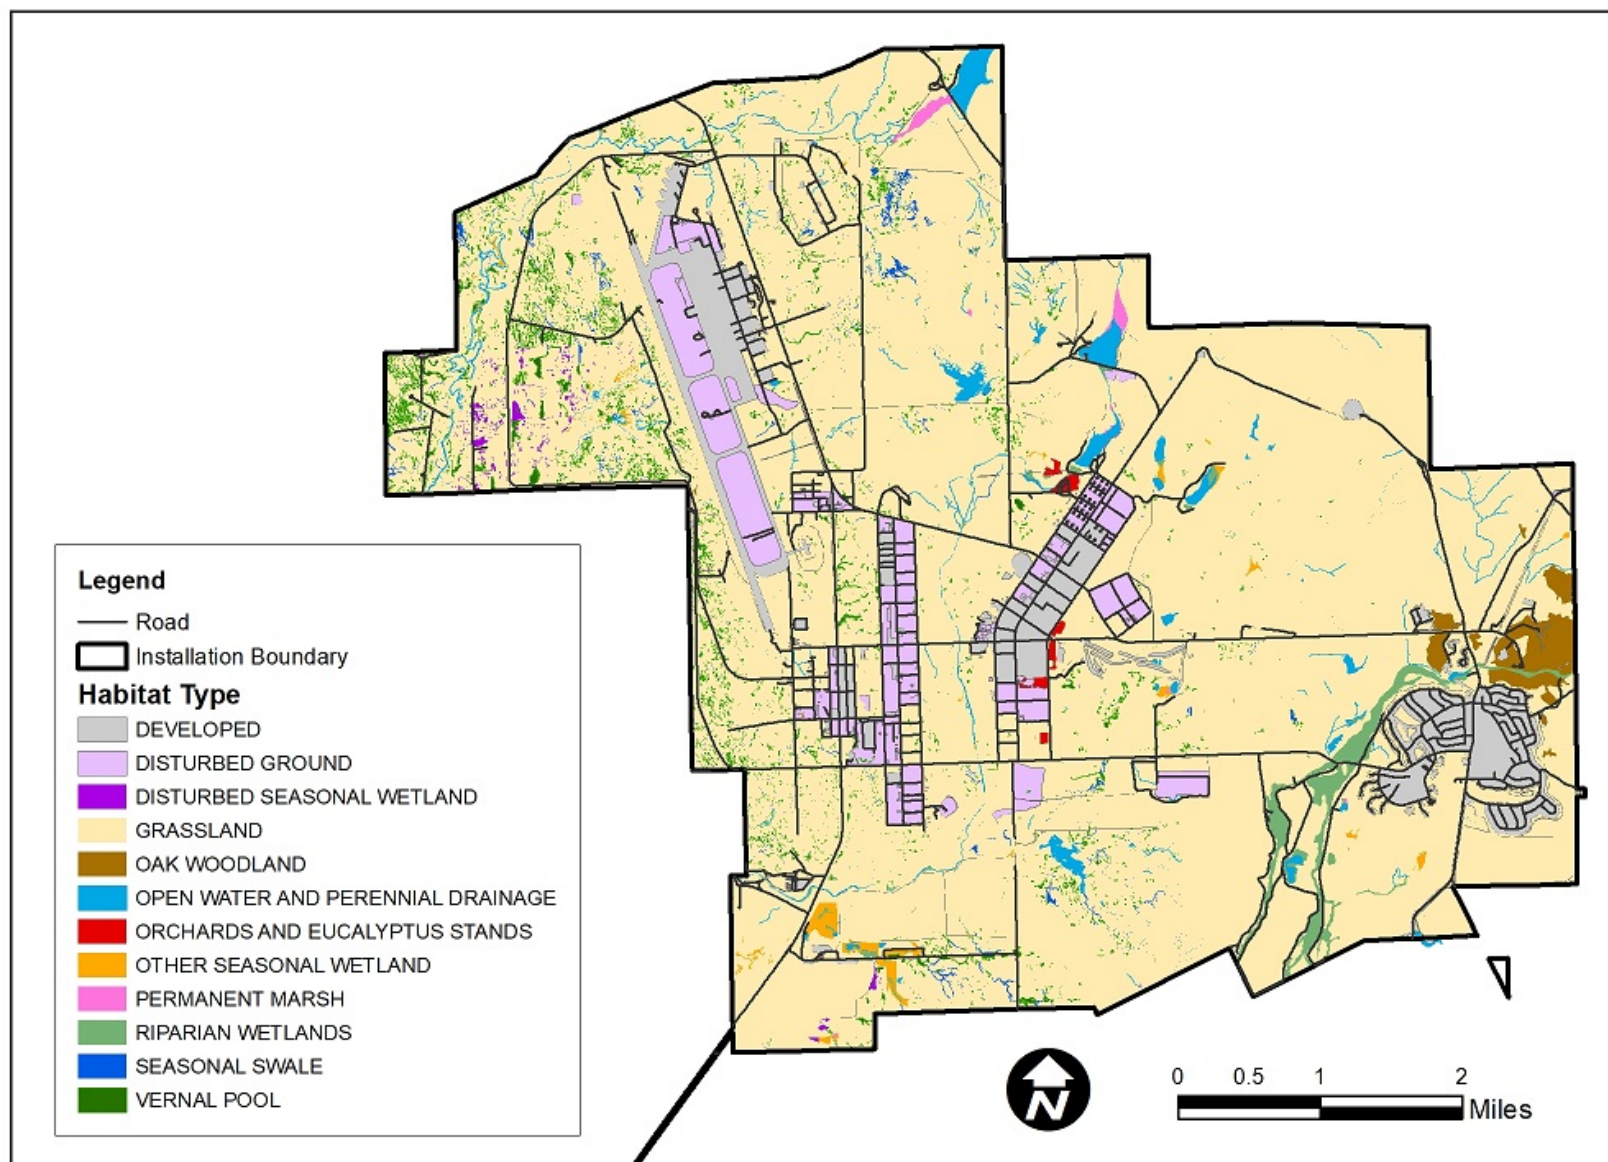 Legend
Road
Installation Boundary
Habitat Type
DEVELOPED
DISTURBED GROUND
DISTURBED SEASONAL WETLAND
GRASSLAND
OAK WOODLAND
OPEN WATER AND PERENNIAL DRAINAGE
ORCHARDS AND EUCALYPTUS STANDS
OTHER SEASONAL WETLAND
PERMANENT MARSH
RIPARIAN WETLANDS
SEASONAL SWALE
VERNAL POOL
N
0 0.5 1 2
Miles